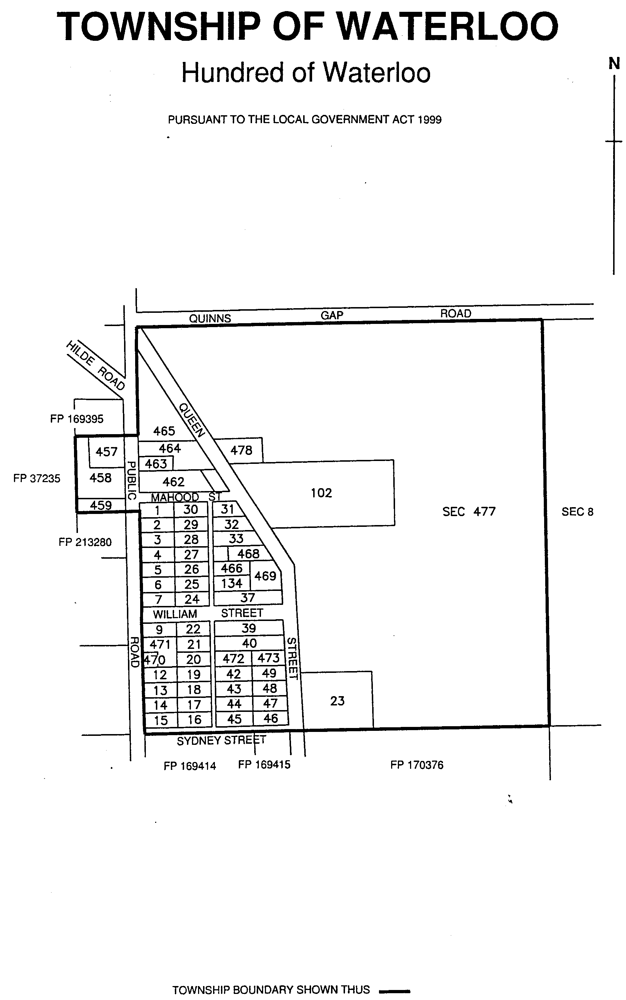 TOWNSHIP OF WATERLOO
Hundred of Waterloo
N
PURSUANT TO THE LOCAL GOVERNMENT ACT 1999
QUINNS GAP ROAD
HILDE ROAD
QUEEN
FP 169395
465
457
464
478
463
PUBLIC
FP 37235
458
462
102
MAHOOD ST
459
SEC 477
SEC 8
1 30 31
2 29 32
FP 213280
3 28 33
4 27 468
5 26 466
469
6 25 134
7 24 37
WILLIAM STREET
9 22 39
471 21 40
ROAD
STREET
470 20 472 473
12 19 42 49
13 18 43 48
14 17 44 47
23
15 16 45 46
SYDNEY STREET
FP 169414 FP 169415 FP 170376
TOWNSHIP BOUNDARY SHOWN THUS